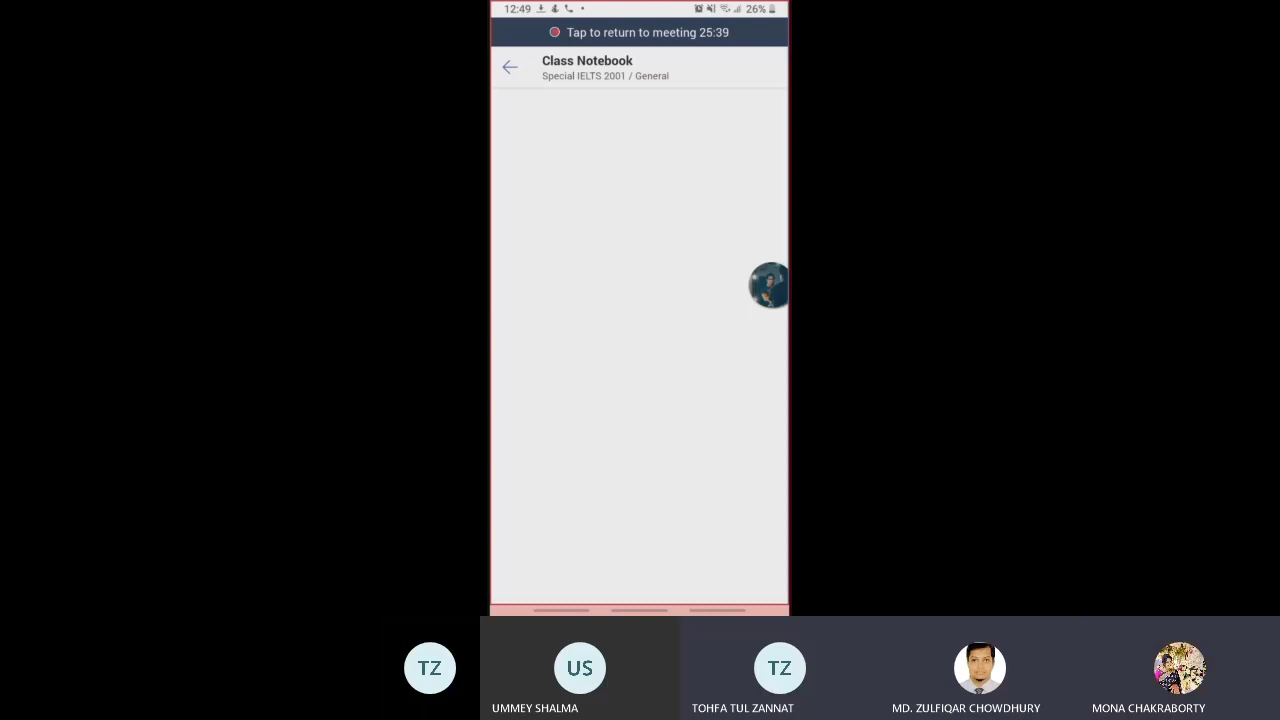 12:49
26%
Tap to return to meeting 25:39
Class Notebook
Special IELTS 2001 / General
TZ
US
TZ
UMMEY SHALMA
TOHFA TUL ZANNAT
MD. ZULFIQAR CHOWDHURY
MONA CHAKRABORTY